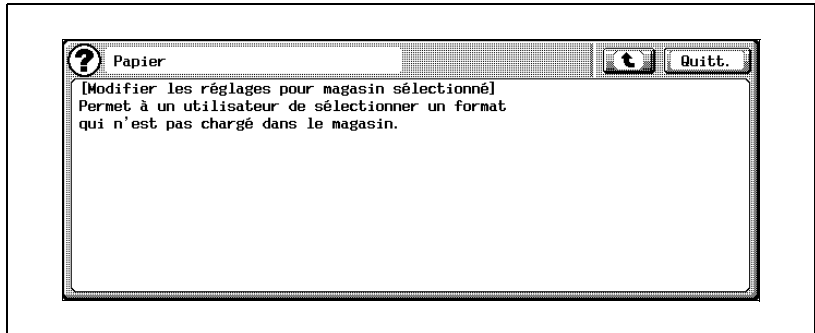 Papier
Quitt.
[Modifier les réglages pour magasin sélectionné]
Permet à un utilisateur de sélectionner un format
qui n'est pas chargé dans le magasin.